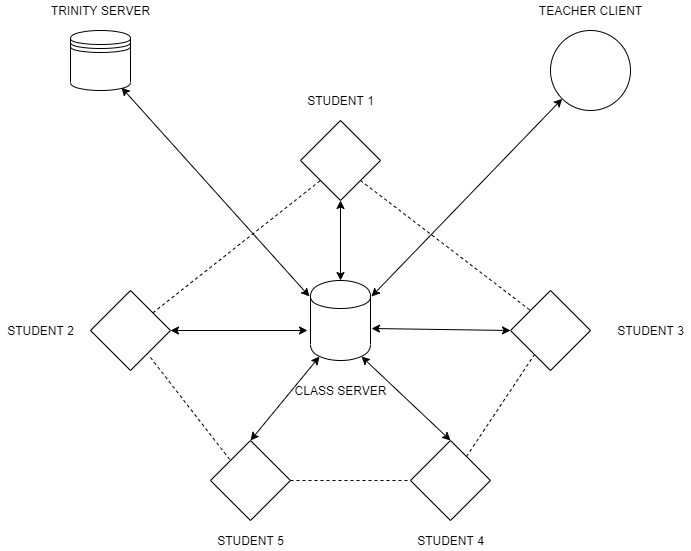 TRINITY SERVER
TEACHER CLIENT
STUDENT 1
STUDENT 2
STUDENT 3
CLASS SERVER
STUDENT 5
STUDENT 4